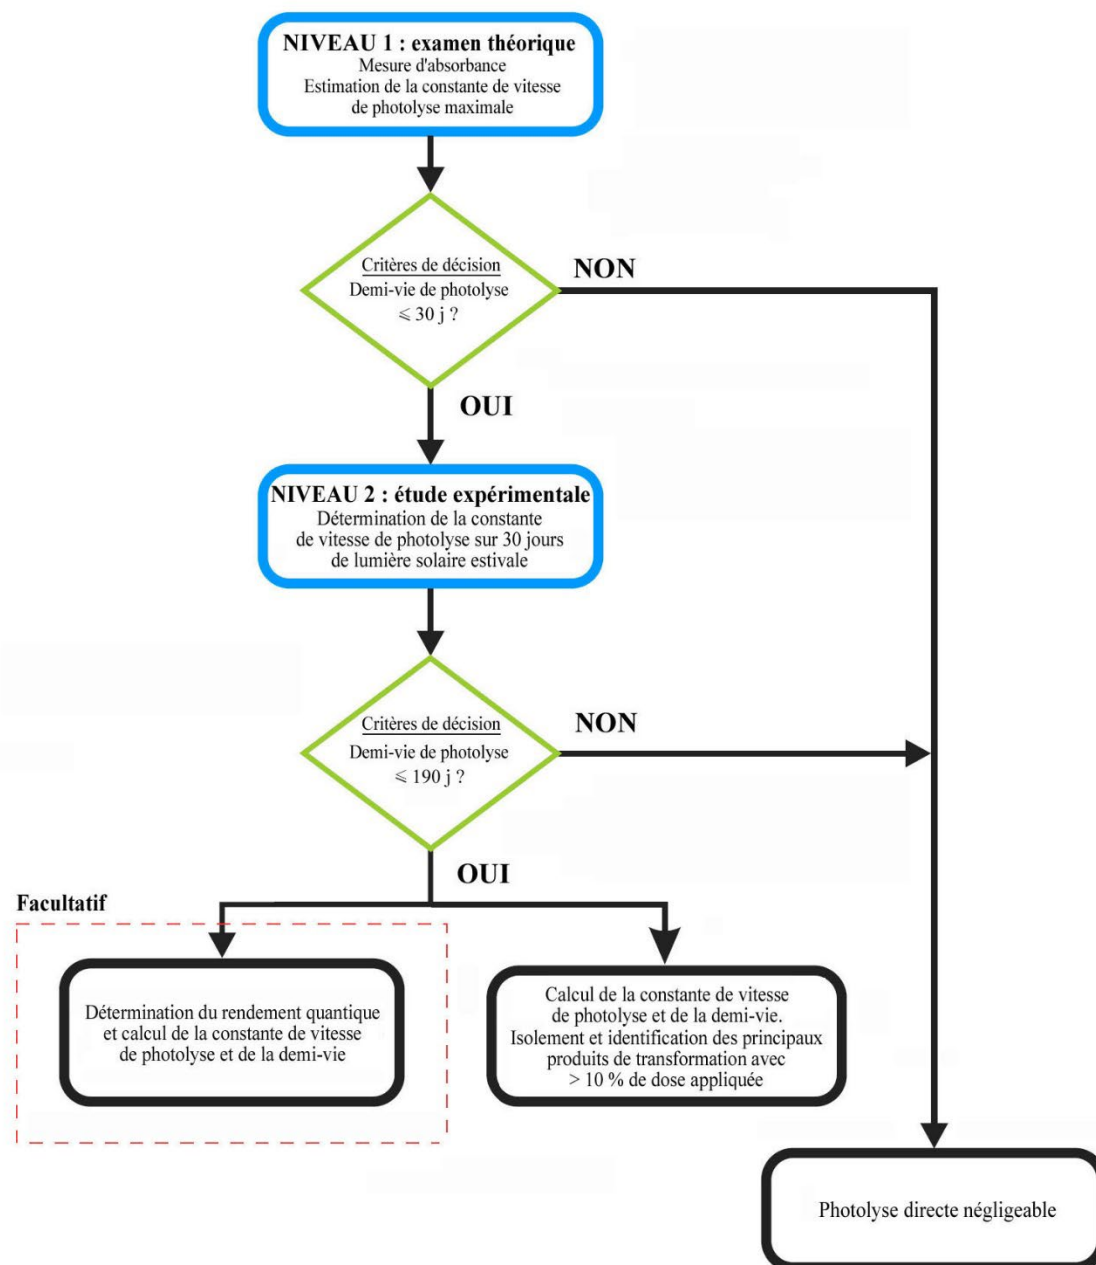 NIVEAU 1 : examen théorique
Mesure d'absorbance
Estimation de la constante de vitesse
de photolyse maximale
Critères de décision
Demi-vie de photolyse
⩽ 30 j ?
NON
OUI
NIVEAU 2 : étude expérimentale
Détermination de la constante
de vitesse de photolyse sur 30 jours
de lumière solaire estivale
Critères de décision
Demi-vie de photolyse
⩽ 190 j ?
NON
OUI
Facultatif
Détermination du rendement quantique
et calcul de la constante de vitesse
de photolyse et de la demi-vie
Calcul de la constante de vitesse
de photolyse et de la demi-vie.
Isolement et identification des principaux
produits de transformation avec
> 10 % de dose appliquée
Photolyse directe négligeable